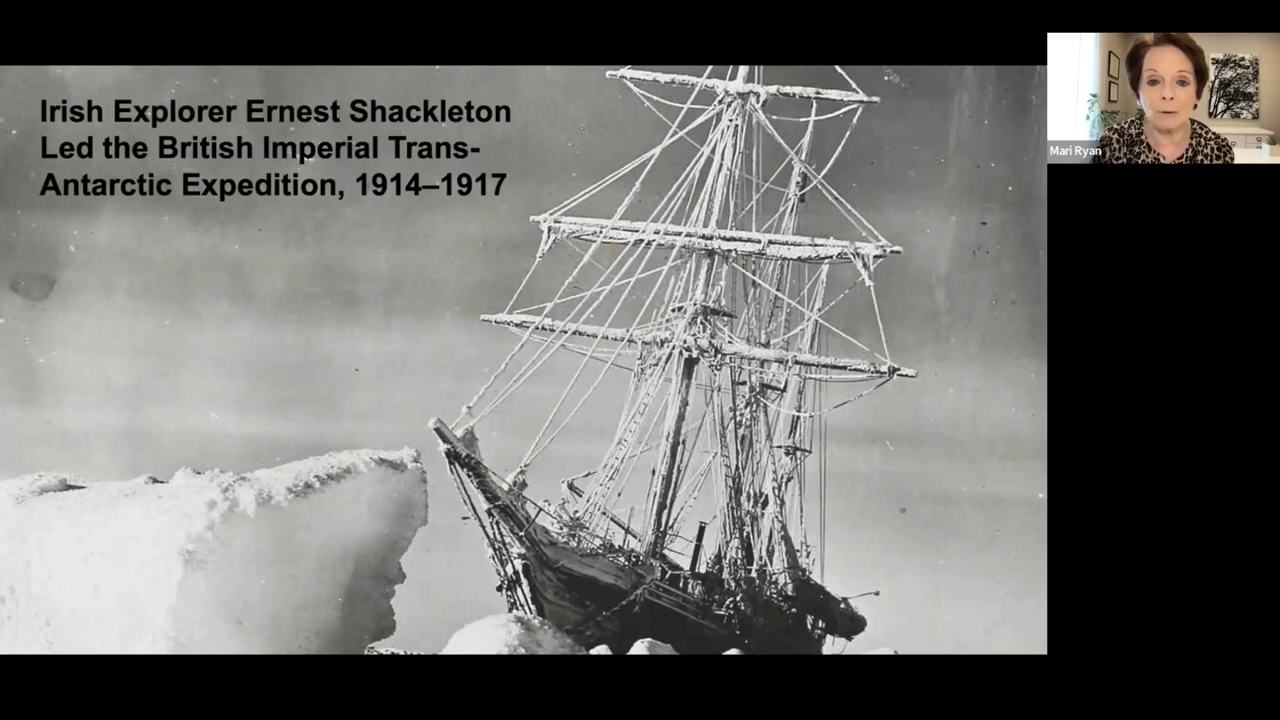 Irish Explorer Ernest Shackleton
Led the British Imperial Trans-
Antarctic Expedition, 1914–1917
Mari Ryan